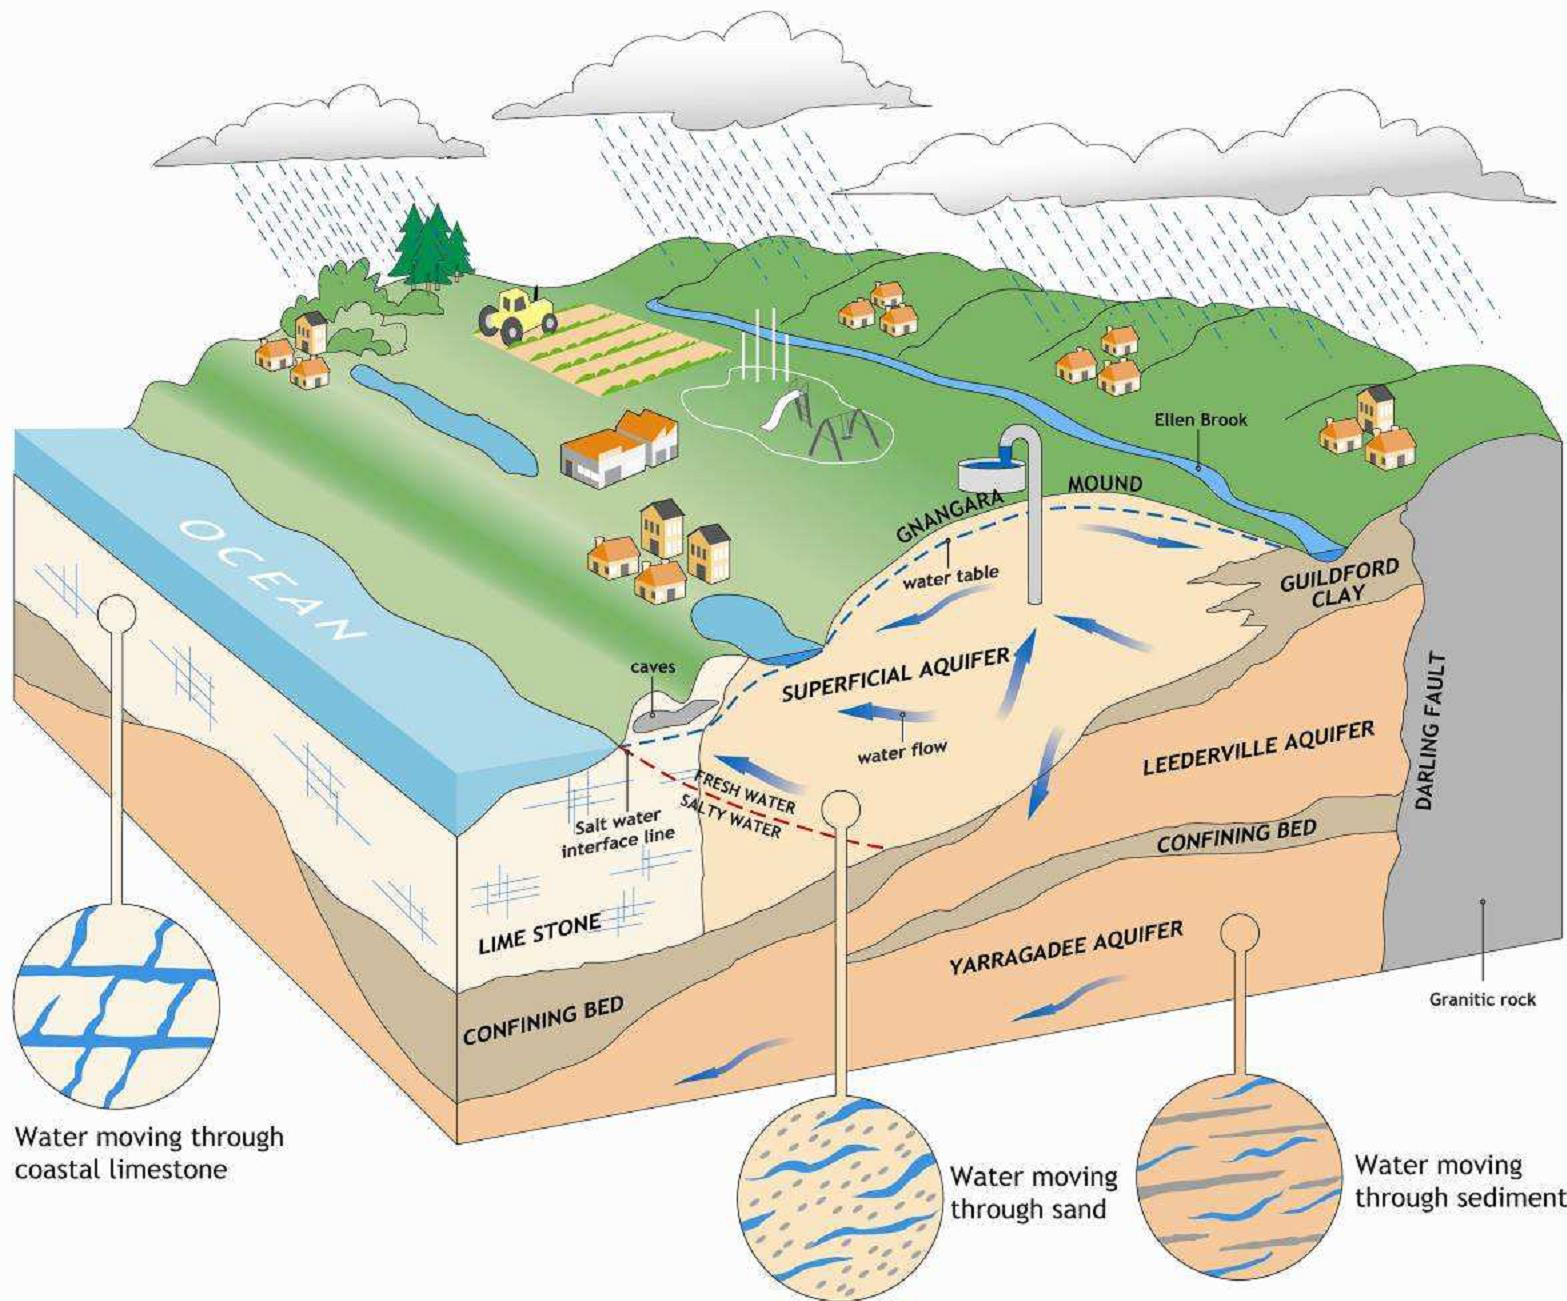 OCEAN
Ellen Brook
GNANGARA MOUND
water table
GUILDFORD
CLAY
caves
SUPERFICIAL AQUIFER
water flow
LEEDERVILLE AQUIFER
DARLING FAULT
FRESH WATER
SALTY WATER
Salt water
interface line
CONFINING BED
LIME STONE
YARRAGADEE AQUIFER
Granitic rock
CONFINING BED
Water moving through
coastal limestone
Water moving
through sand
Water moving
through sediment